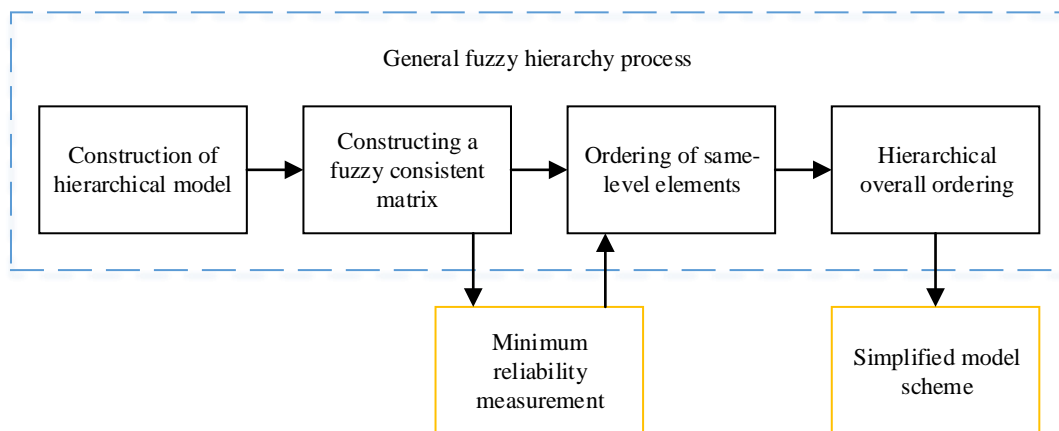 General fuzzy hierarchy process
Construction of
hierarchical model
Constructing a
fuzzy consistent
matrix
Ordering of same-
level elements
Hierarchical
overall ordering
Minimum
reliability
measurement
Simplified model
scheme